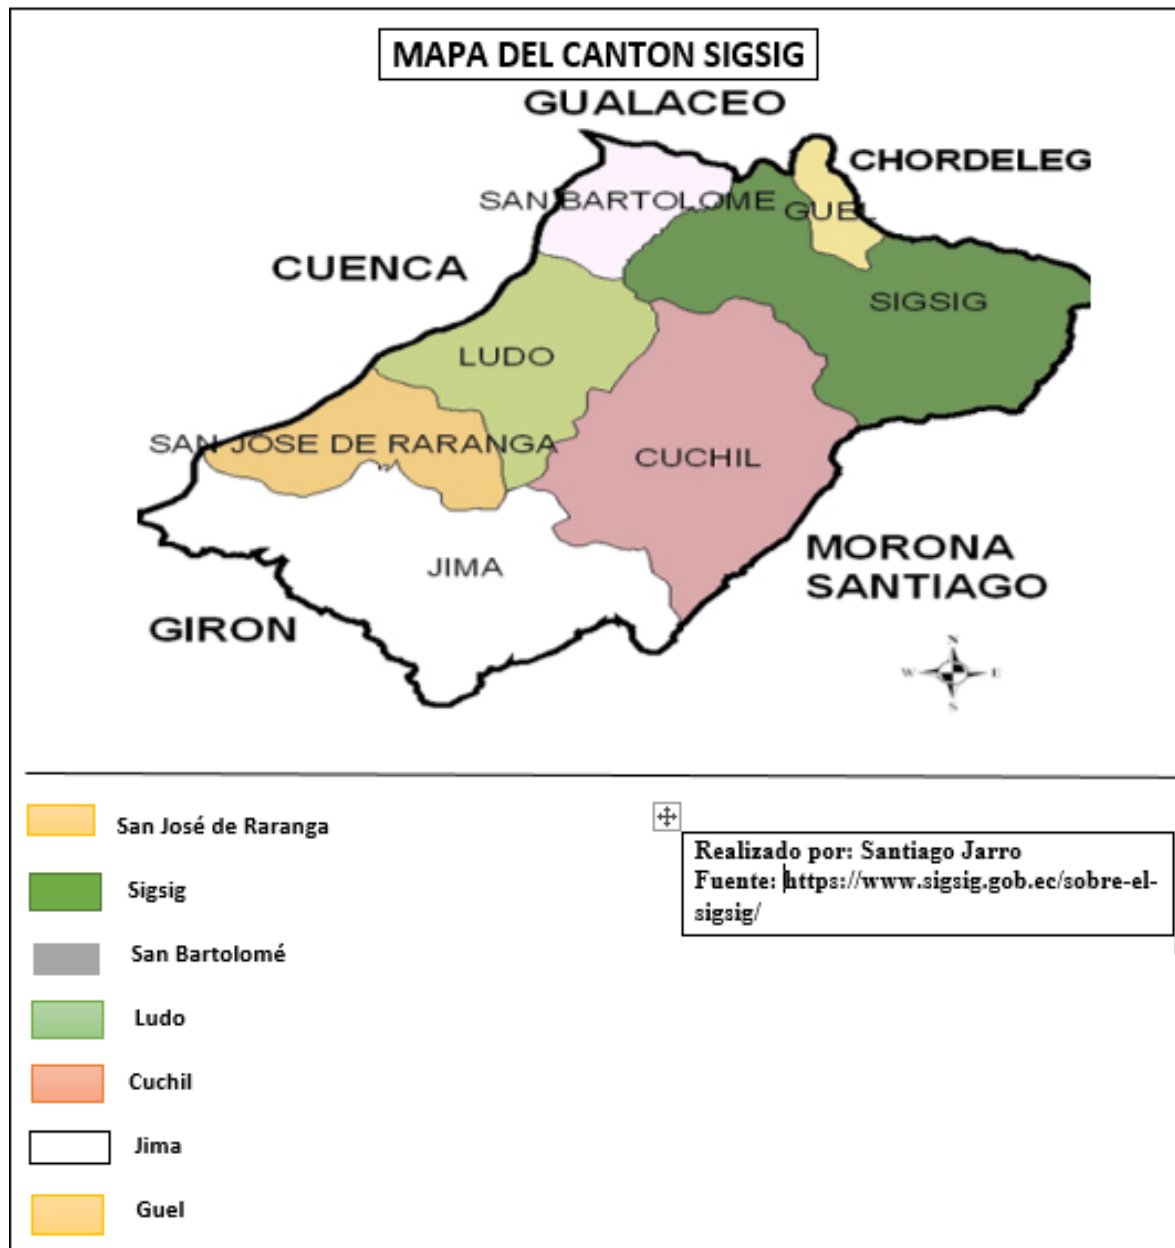 MAPA DEL CANTON SIGSIG
GUALACEO
CHORDELEG
SAN BARTOLOME
GUEL
CUENCA
SIGSIG
LUDO
SAN JOSE DE RARANGA
CUCHIL
MORONA
SANTIAGO
JIMA
GIRON
N
W E
S
San José de Raranga
Realizado por: Santiago Jarro
Fuente: https://www.sigsig.gob.ec/sobre-el-
sigsig/
Sigsig
San Bartolomé
Ludo
Cuchil
Jima
Guel